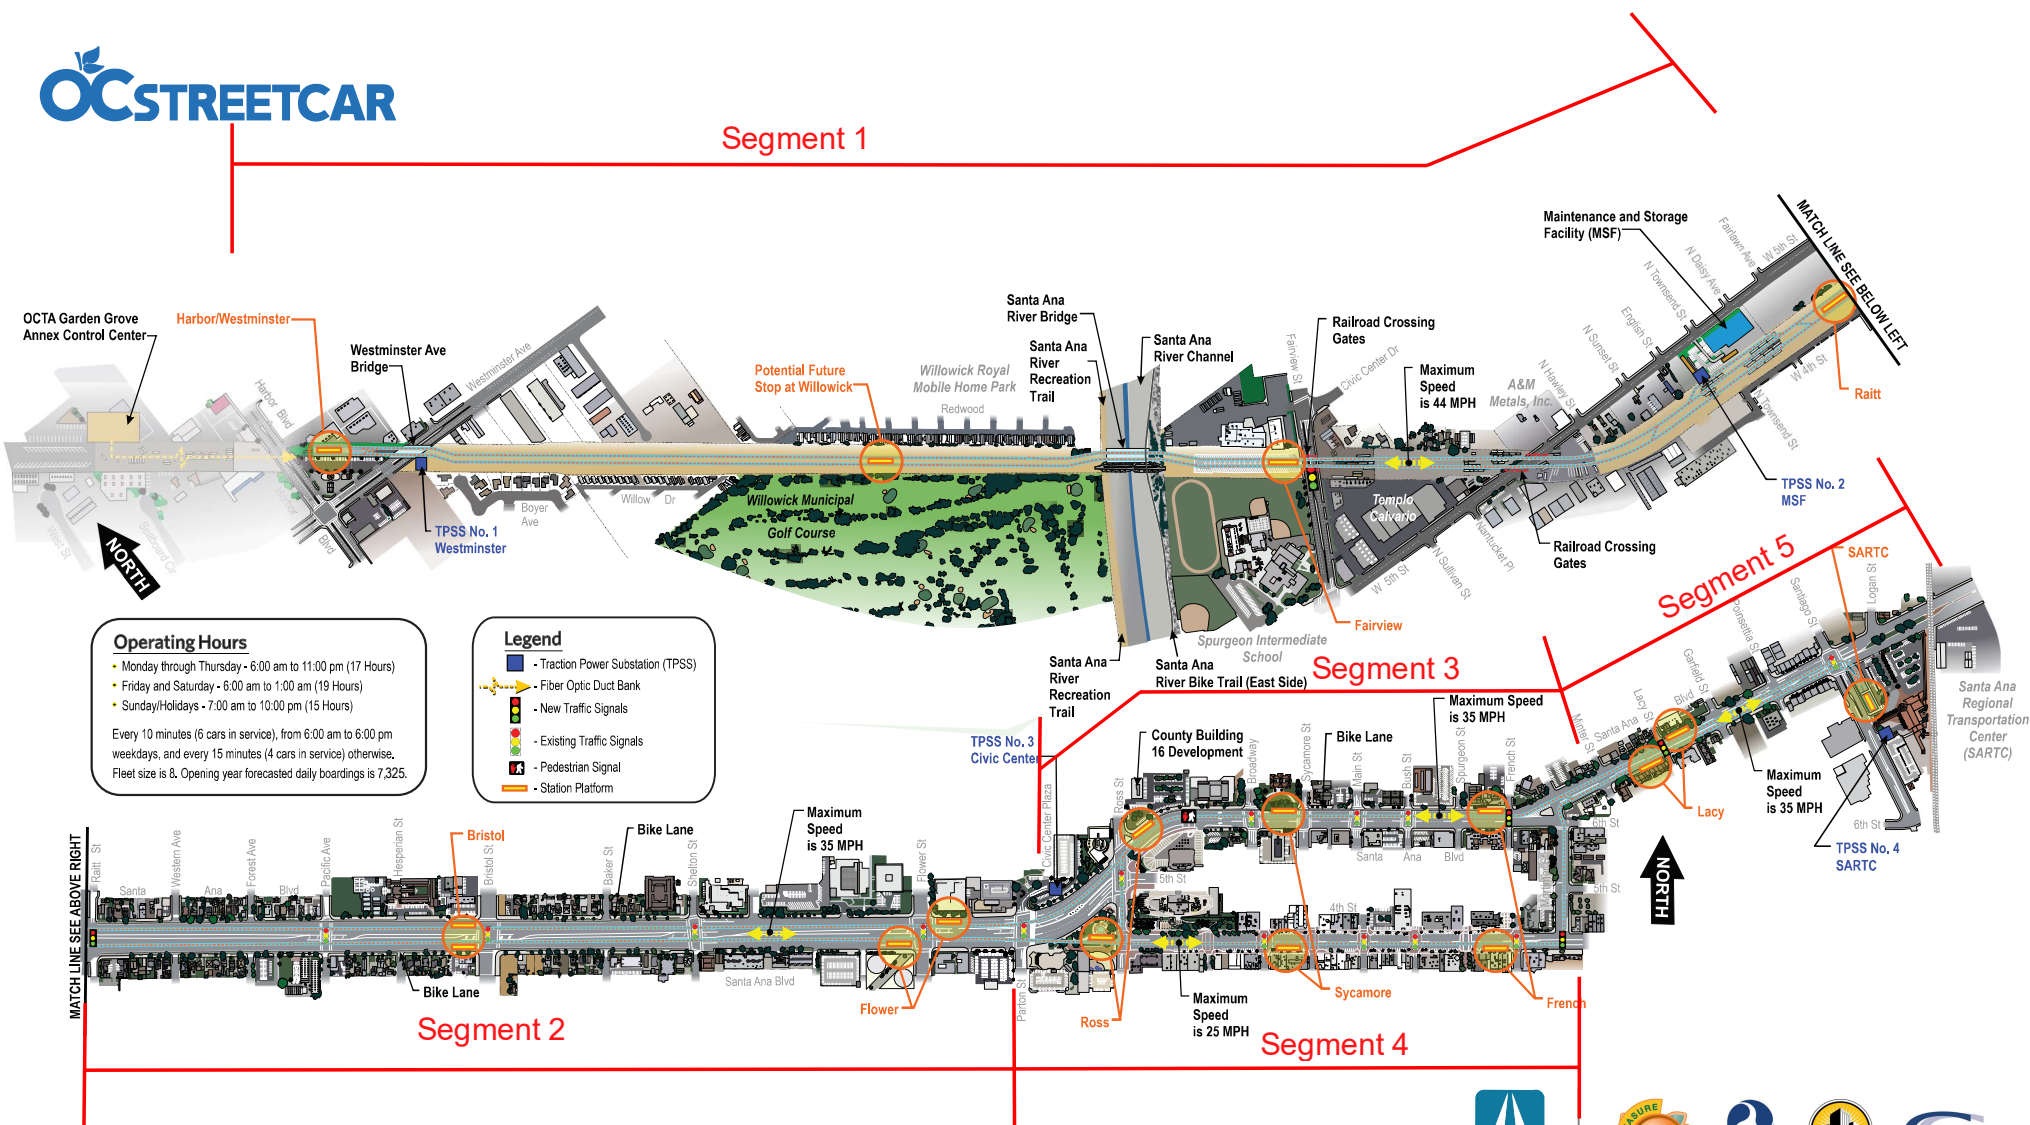 OCSTREETCAR
Segment 1
MATCH LINE SEE BELOW LEFT
Maintenance and Storage
Facility (MSF)
Fairlawn Ave
W 5th St
N Daisy Ave
N Townsend St
English St
N Sunset St
N Hawley St
OCTA Garden Grove
Annex Control Center
Harbor/Westminster
Westminster Ave
Bridge
Westminster Ave
Harbor Blvd
Potential Future
Stop at Willowick
Willowick Royal
Mobile Home Park
Redwood
Santa Ana
River Bridge
Santa Ana
River
Recreation
Trail
Santa Ana
River Channel
Fairview St
Railroad Crossing
Gates
Civic Center Dr
Maximum
Speed
is 44 MPH
A&M
Metals, Inc.
Raitt
W 4th St
N Townsend St
TPSS No. 2
MSF
TPSS No. 1
Westminster
Boyer
Ave
Willow Dr
Willowick Municipal
Golf Course
Templo
Calvario
Harbor
Blvd
West St
Seaboard Cir
NORTH
W 5th St
N Sullivan St
Nantucket Pl
Railroad Crossing
Gates
Fairview
Spurgeon Intermediate
School
Santa Ana
River
Recreation
Trail
Santa Ana
River Bike Trail (East Side)
Operating Hours
• Monday through Thursday - 6:00 am to 11:00 pm (17 Hours)
• Friday and Saturday - 6:00 am to 1:00 am (19 Hours)
• Sunday/Holidays - 7:00 am to 10:00 pm (15 Hours)
Every 10 minutes (6 cars in service), from 6:00 am to 6:00 pm
weekdays, and every 15 minutes (4 cars in service) otherwise.
Fleet size is 8. Opening year forecasted daily boardings is 7,325.
Legend
- Traction Power Substation (TPSS)
- Fiber Optic Duct Bank
- New Traffic Signals
- Existing Traffic Signals
- Pedestrian Signal
- Station Platform
Segment 3
Segment 5
SARTC
Logan St
Santiago St
Poinsettia St
Garfield St
Lacy St
Santa Ana Blvd
Minter St
Santa Ana
Regional
Transportation
Center
(SARTC)
Maximum
Speed
is 35 MPH
Lacy
6th St
TPSS No. 4
SARTC
NORTH
TPSS No. 3
Civic Center
Civic Center Plaza
Ross St
County Building
16 Development
Broadway
Sycamore St
Bike Lane
Main St
Bush St
Maximum Speed
is 35 MPH
Spurgeon St
French St
6th St
5th St
Santa Ana Blvd
5th St
4th St
Mortimer St
MATCH LINE SEE ABOVE RIGHT
Raitt St
Santa Ana Blvd
Western Ave
Forest Ave
Pacific Ave
Hesperian St
Bristol
Bristol St
Baker St
Bike Lane
Shelton St
Maximum
Speed
is 35 MPH
Flower St
Bike Lane
Santa Ana Blvd
Flower
Parton St
Ross
Maximum
Speed
is 25 MPH
Sycamore
French
Segment 2
Segment 4